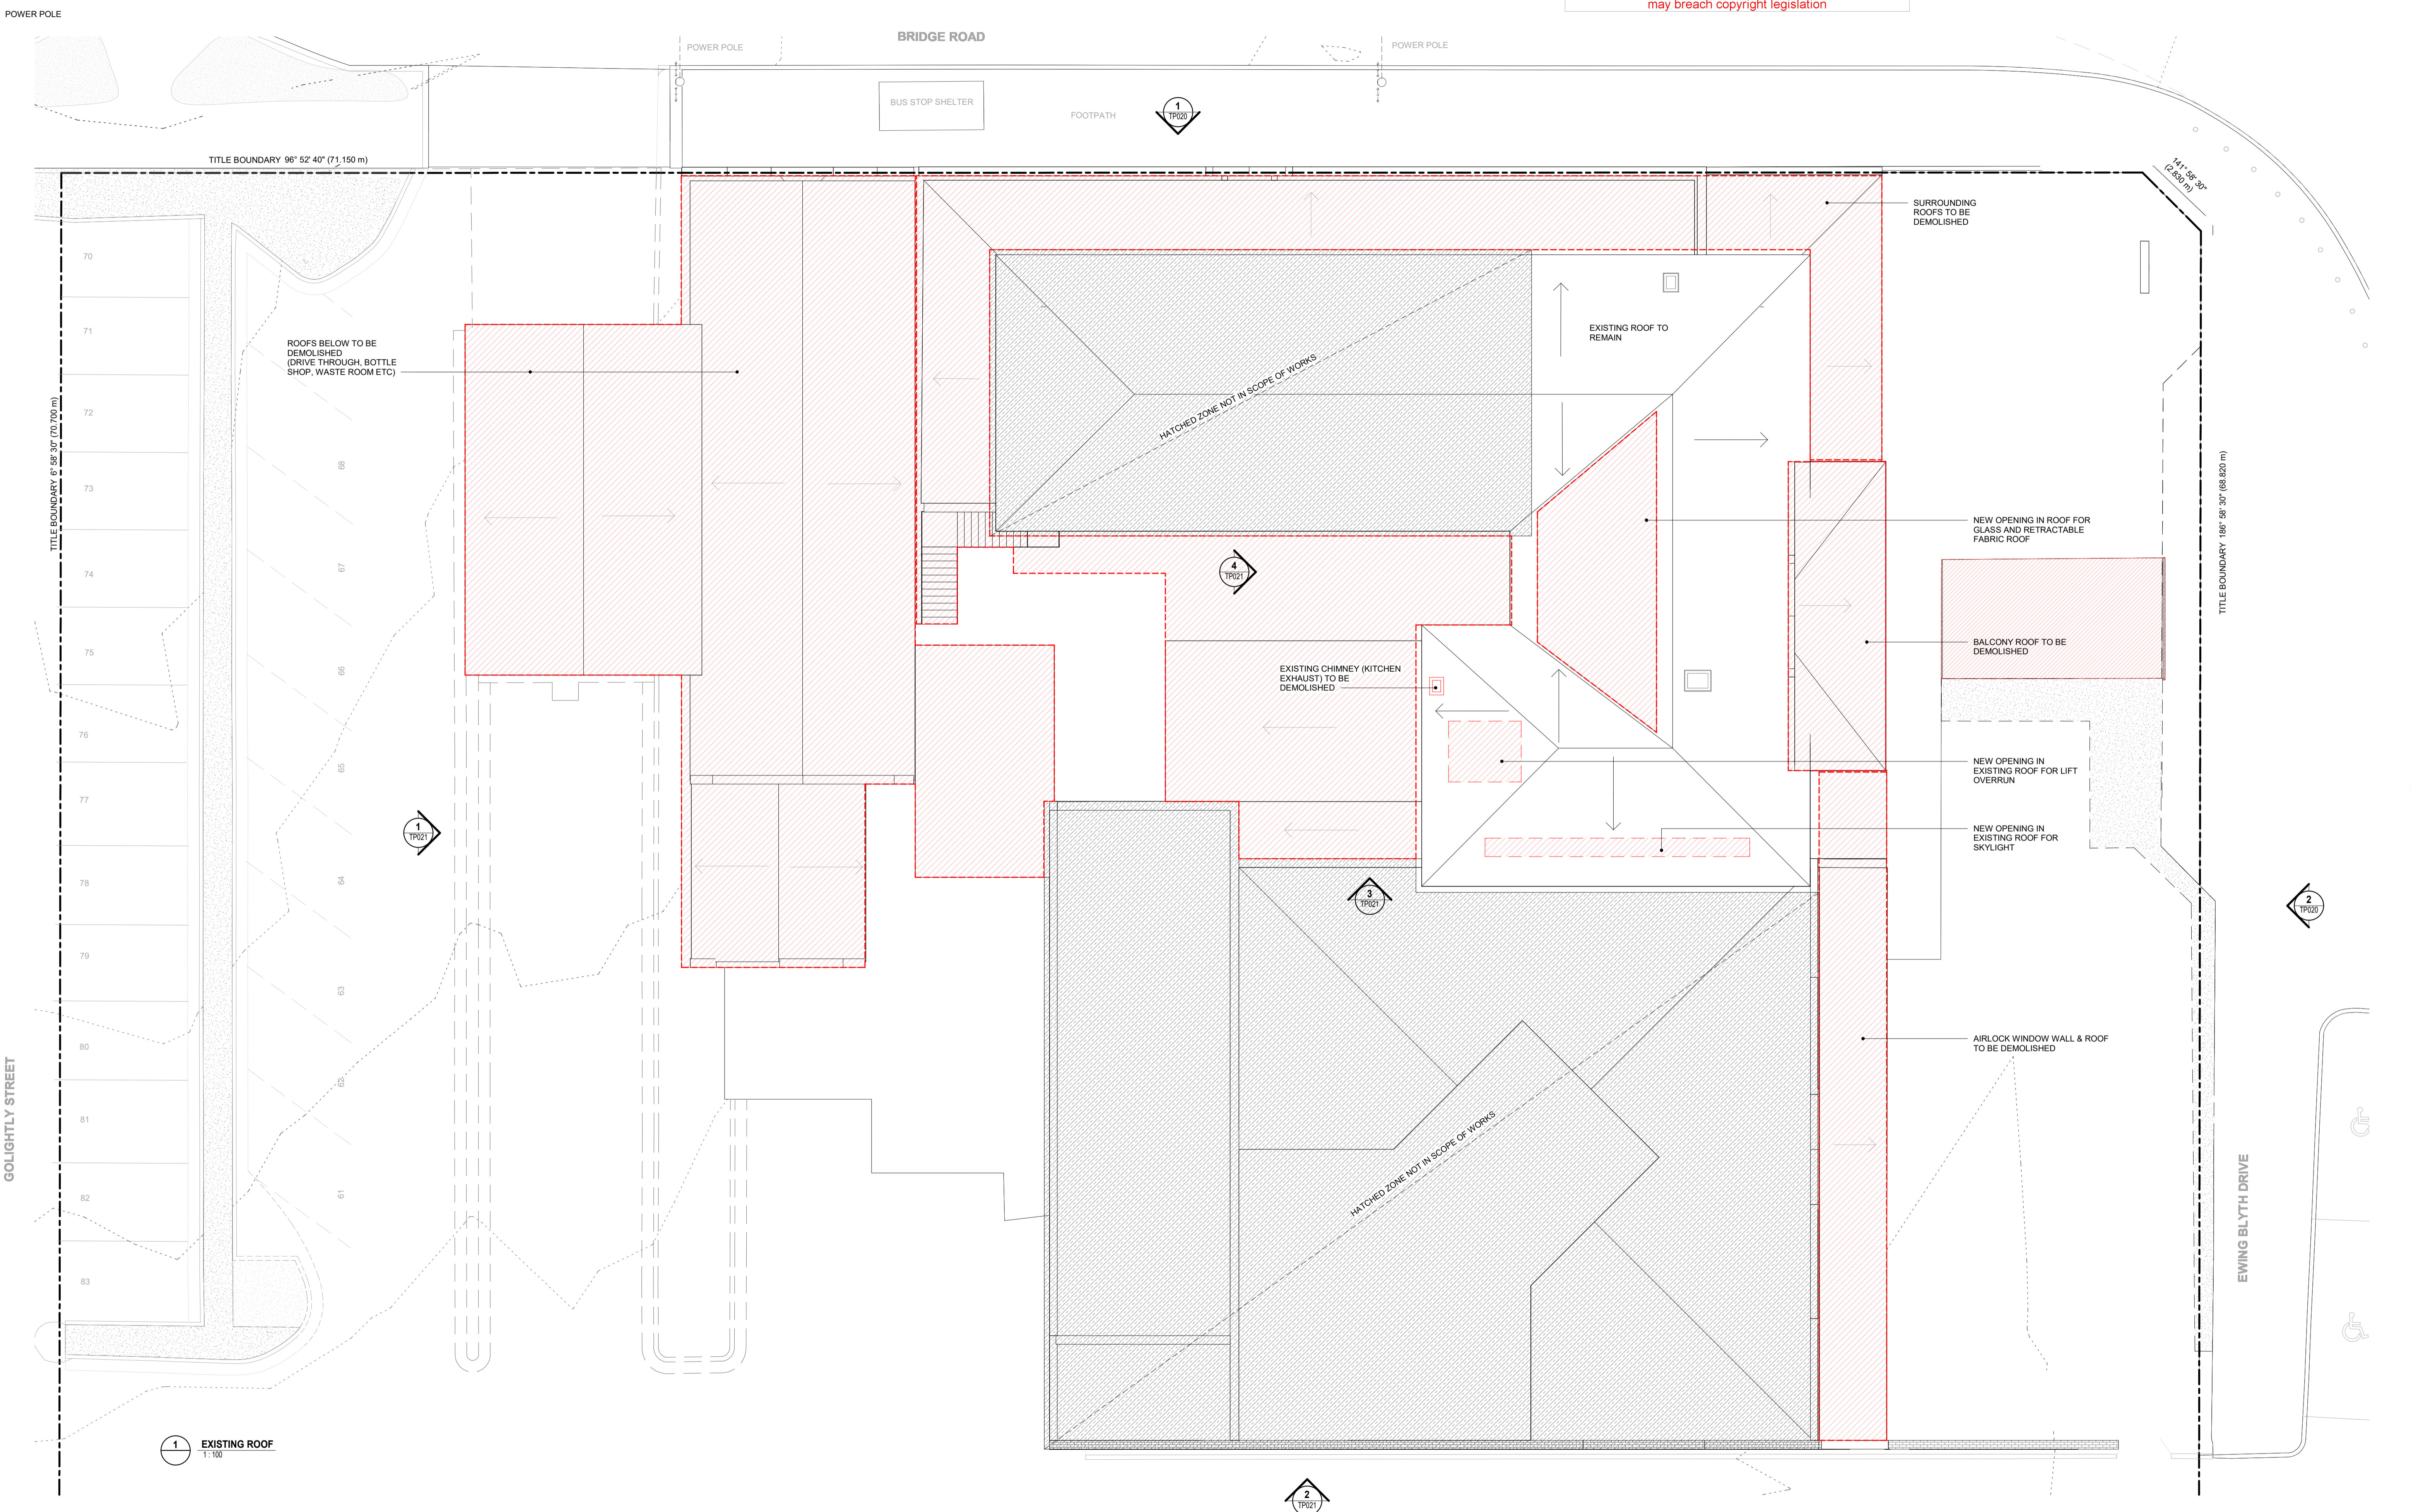 POWER POLE
may breach copyright legislation
BRIDGE ROAD
POWER POLE
POWER POLE
BUS STOP SHELTER
FOOTPATH
1
TP020
TITLE BOUNDARY 96° 52' 40" (71.150 m)
141° 58' 30"
(2.830 m)
SURROUNDING
ROOFS TO BE
DEMOLISHED
70
71
72
73
74
75
76
77
78
79
80
81
82
83
68
67
66
65
64
63
62
61
ROOFS BELOW TO BE
DEMOLISHED
(DRIVE THROUGH, BOTTLE
SHOP, WASTE ROOM ETC)
EXISTING ROOF TO
REMAIN
HATCHED ZONE NOT IN SCOPE OF WORKS
TITLE BOUNDARY 6° 58' 30" (70.700 m)
TITLE BOUNDARY 186° 58' 30" (68.820 m)
NEW OPENING IN ROOF FOR
GLASS AND RETRACTABLE
FABRIC ROOF
4
TP021
BALCONY ROOF TO BE
DEMOLISHED
EXISTING CHIMNEY (KITCHEN
EXHAUST) TO BE
DEMOLISHED
NEW OPENING IN
EXISTING ROOF FOR LIFT
OVERRUN
1
TP021
NEW OPENING IN
EXISTING ROOF FOR
SKYLIGHT
3
TP021
2
TP020
AIRLOCK WINDOW WALL & ROOF
TO BE DEMOLISHED
GOLIGHTLY STREET
HATCHED ZONE NOT IN SCOPE OF WORKS
EWING BLYTH DRIVE
1
EXISTING ROOF
1 : 100
2
TP021